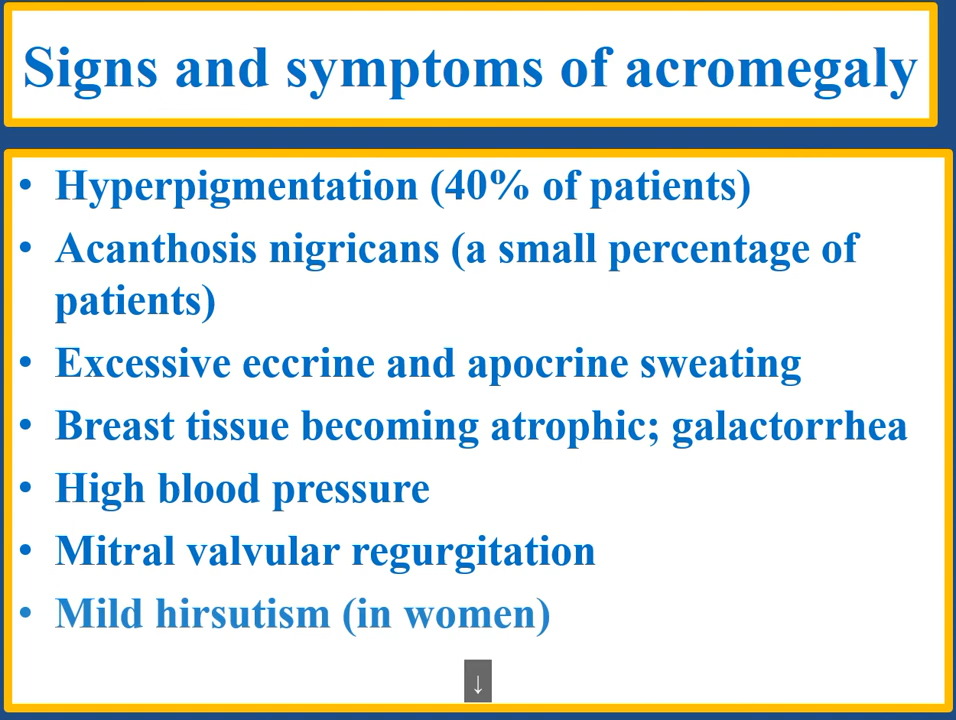 Signs and symptoms of acromegaly
• Hyperpigmentation (40% of patients)
• Acanthosis nigricans (a small percentage of
patients)
• Excessive eccrine and apocrine sweating
• Breast tissue becoming atrophic; galactorrhea
• High blood pressure
• Mitral valvular regurgitation
• Mild hirsutism (in women)
↓